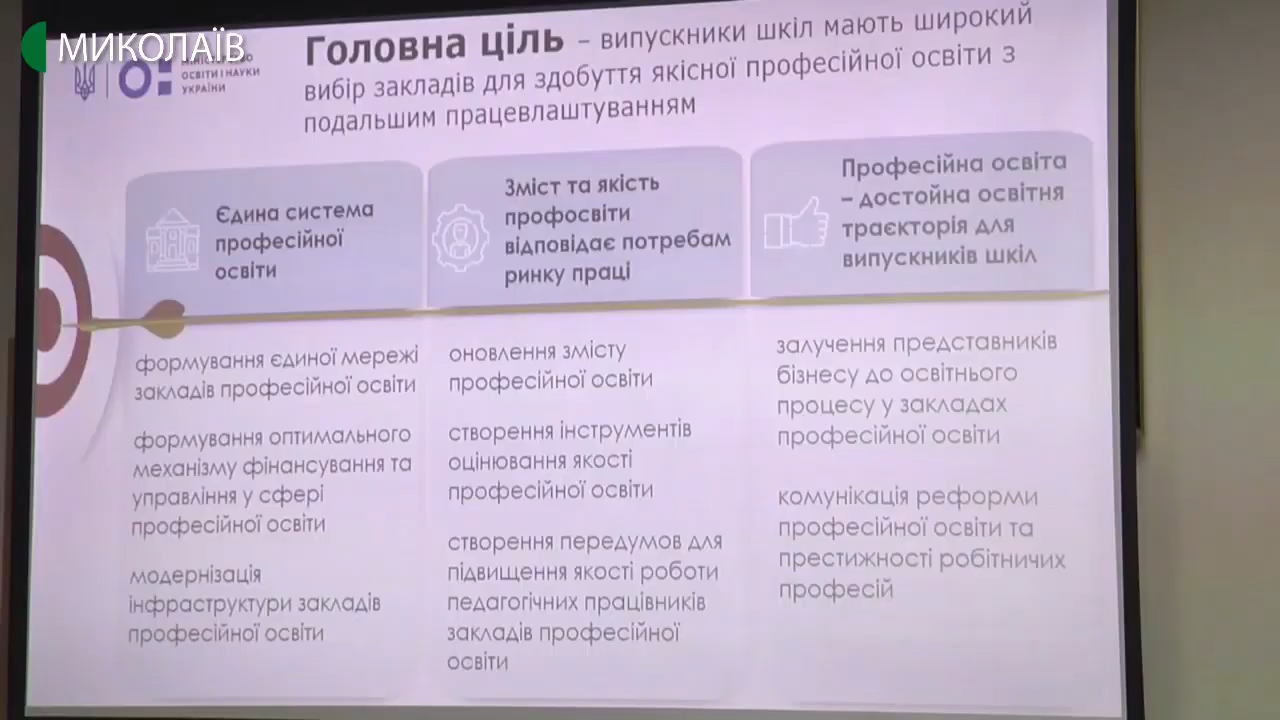 МИКОЛАЇВ
ОСВІТИ І НАУКИ
УКРАЇНИ
Головна ціль – випускники шкіл мають широкий
вибір закладів для здобуття якісної професійної освіти з
подальшим працевлаштуванням
Єдина система
професійної
освіти
формування єдиної мережі
закладів професійної освіти
формування оптимального
механізму фінансування та
управління у сфері
професійної освіти
модернізація
інфраструктури закладів
професійної освіти
Зміст та якість
профосвіти
відповідає потребам
ринку праці
оновлення змісту
професійної освіти
створення інструментів
оцінювання якості
професійної освіти
створення передумов для
підвищення якості роботи
педагогічних працівників
закладів професійної
освіти
Професійна освіта
– достойна освітня
траєкторія для
випускників шкіл
залучення представників
бізнесу до освітнього
процесу у закладах
професійної освіти
комунікація реформи
професійної освіти та
престижності робітничих
професій